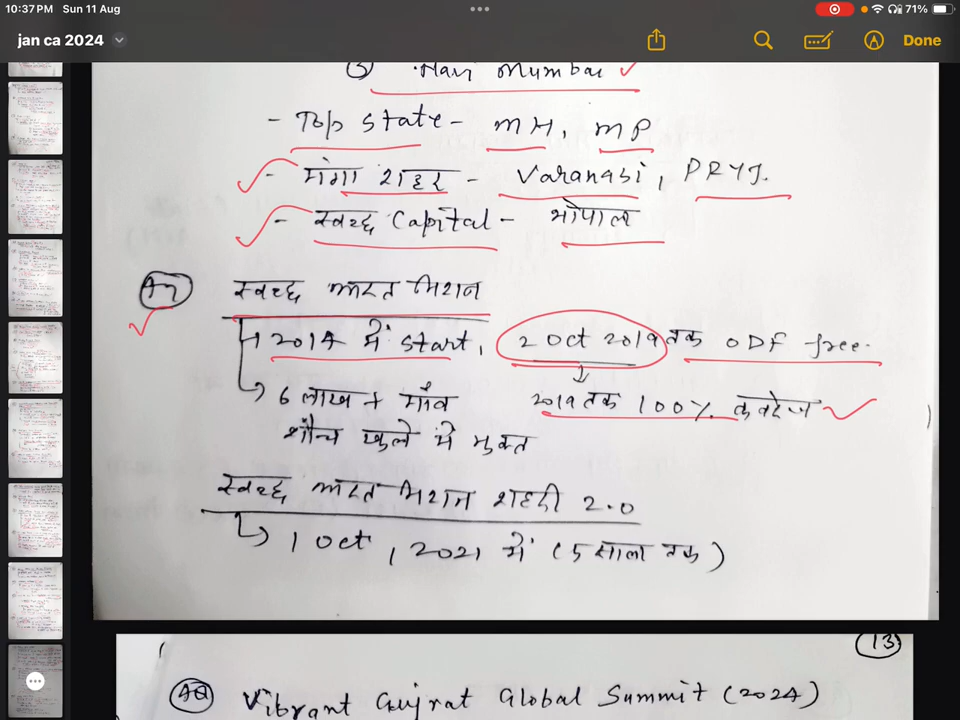 10:37 PM Sun 11 Aug
71%
jan ca 2024
Done
③ Navi Mumbai ✓
- Top state - MH, MP
- गंगा शहर - Varanasi, PRYJ.
- स्वच्छ Capital - भोपाल
स्वच्छ भारत मिशन
2014 में start, 2 Oct 2019 तक ODF free.
6 लाख + गाँव 2019 तक 100% कवरेज
शौच खुले में मुक्त
स्वच्छ भारत मिशन शहरी 2.0
1 Oct, 2021 में (5 साल तक)
13
Vibrant Gujrat Global Summit (2024)